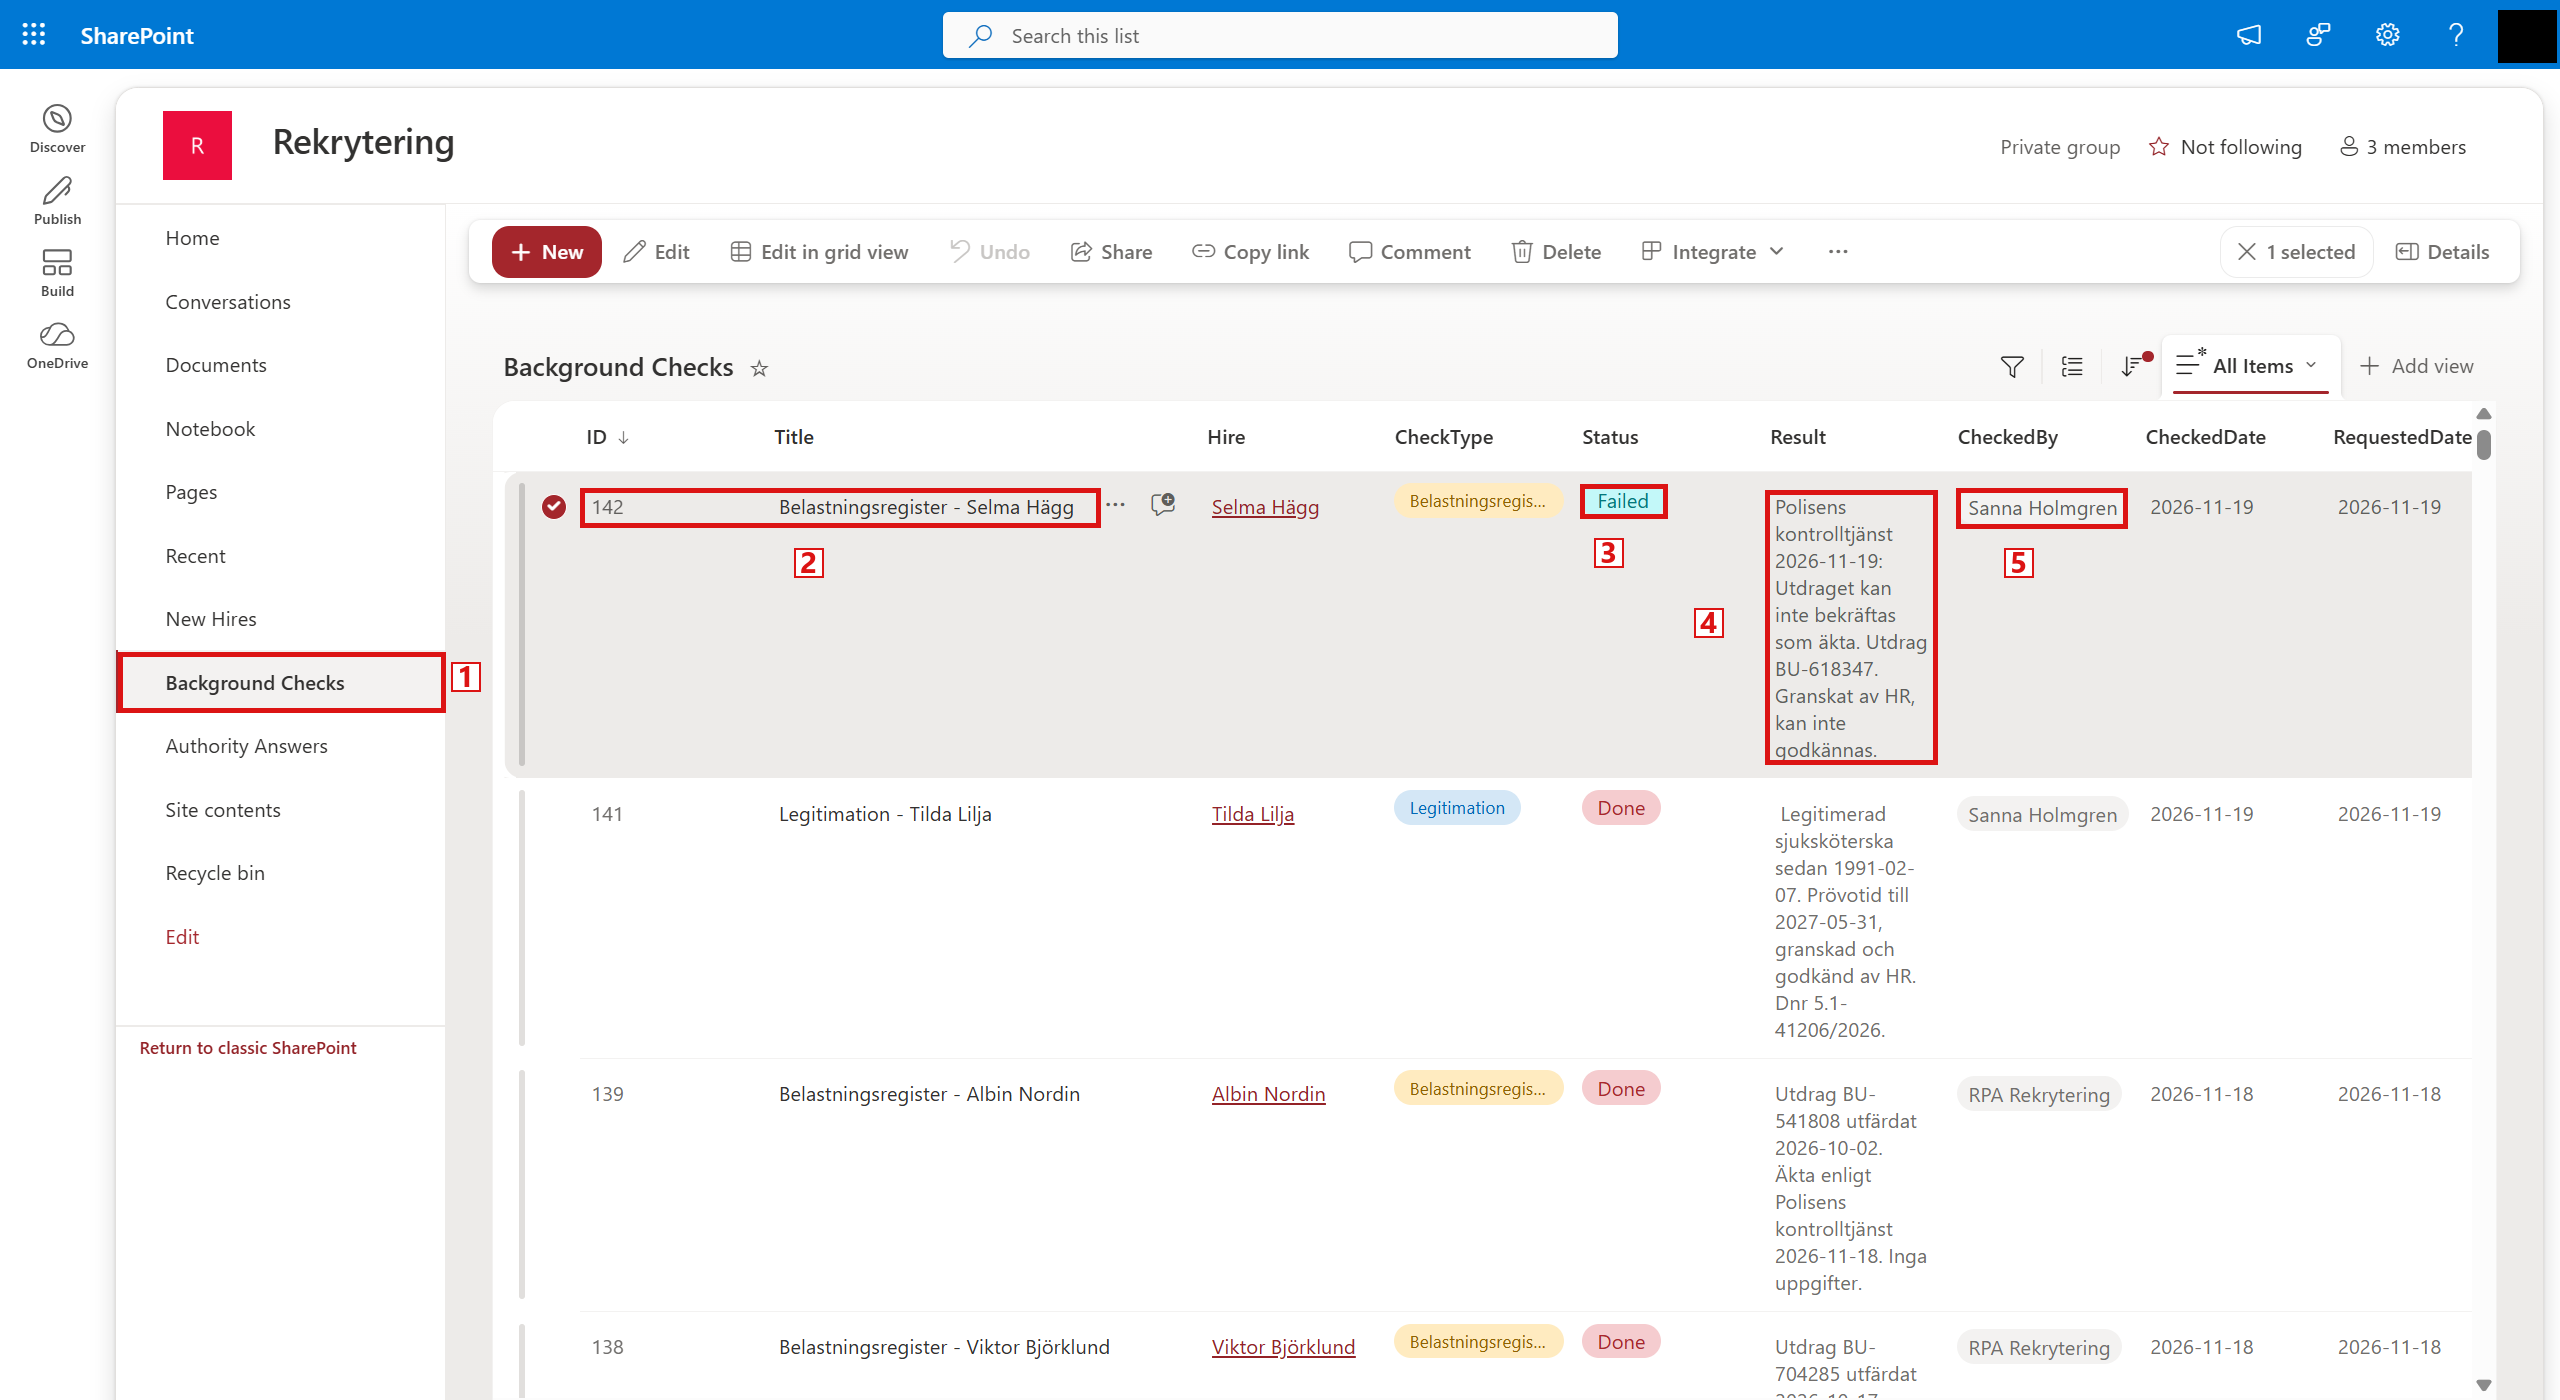 SharePoint
Search this list
Discover
Publish
Build
OneDrive
R
Rekrytering
Private group
Not following
3 members
Home
Conversations
Documents
Notebook
Pages
Recent
New Hires
Background Checks
1
Authority Answers
Site contents
Recycle bin
Edit
Return to classic SharePoint
New
Edit
Edit in grid view
Undo
Share
Copy link
Comment
Delete
Integrate
1 selected
Details
Background Checks
All Items
Add view
ID Title Hire CheckType Status Result CheckedBy CheckedDate RequestedDate
142
Belastningsregister - Selma Hägg
2
Selma Hägg
Belastningsregis...
Failed
3
4
Polisens
kontrolltjänst
2026-11-19:
Utdraget kan
inte bekräftas
som äkta. Utdrag
BU-618347.
Granskat av HR,
kan inte
godkännas.
Sanna Holmgren
5
2026-11-19
2026-11-19
141
Legitimation - Tilda Lilja
Tilda Lilja
Legitimation
Done
Legitimerad
sjuksköterska
sedan 1991-02-
07. Prövotid till
2027-05-31,
granskad och
godkänd av HR.
Dnr 5.1-
41206/2026.
Sanna Holmgren
2026-11-19
2026-11-19
139
Belastningsregister - Albin Nordin
Albin Nordin
Belastningsregis...
Done
Utdrag BU-
541808 utfärdat
2026-10-02.
Äkta enligt
Polisens
kontrolltjänst
2026-11-18. Inga
uppgifter.
RPA Rekrytering
2026-11-18
2026-11-18
138
Belastningsregister - Viktor Björklund
Viktor Björklund
Belastningsregis...
Done
Utdrag BU-
704285 utfärdat
RPA Rekrytering
2026-11-18
2026-11-18